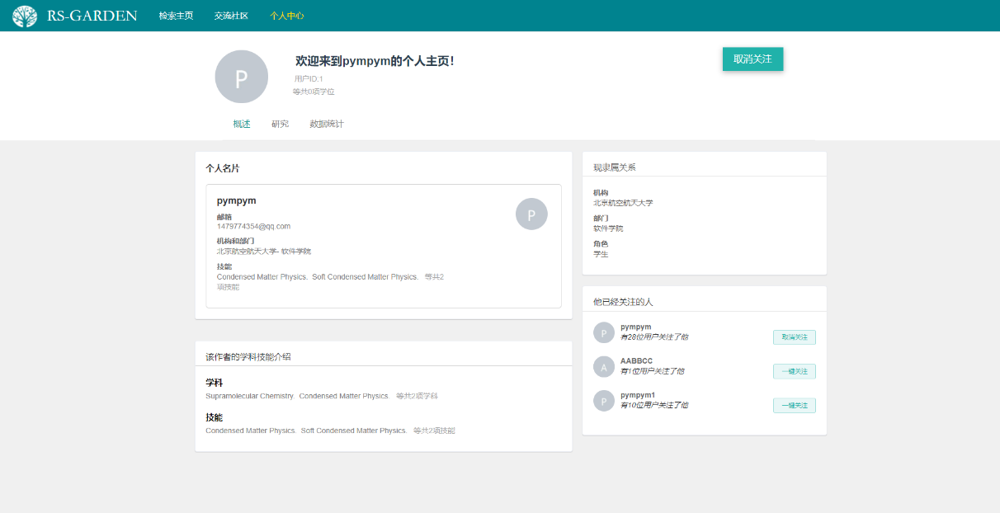 RS-GARDEN 检索主页 交流社区 个人中心
P
欢迎来到pympym的个人主页！
用户ID:1
等共0项学位
取消关注
概述 研究 数据统计
个人名片
pympym
P
邮箱
1479774354@qq.com
机构和部门
北京航空航天大学- 软件学院
技能
Condensed Matter Physics. Soft Condensed Matter Physics. 等共2
项技能
该作者的学科技能介绍
学科
Supramolecular Chemistry. Condensed Matter Physics. 等共2项学科
技能
Condensed Matter Physics. Soft Condensed Matter Physics. 等共2项技能
现隶属关系
机构
北京航空航天大学
部门
软件学院
角色
学生
他已经关注的人
P
pympym
有28位用户关注了他
取消关注
A
AABBCC
有1位用户关注了他
一键关注
P
pympym1
有10位用户关注了他
一键关注